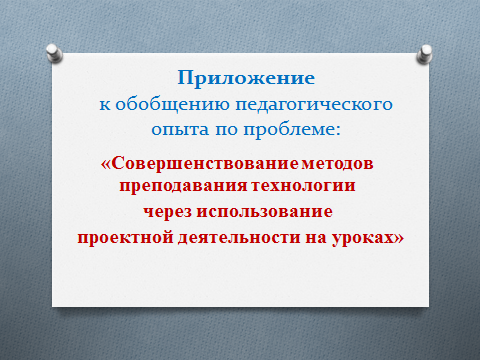 Приложение
к обобщению педагогического
опыта по проблеме:
«Совершенствование методов
преподавания технологии
через использование
проектной деятельности на уроках»